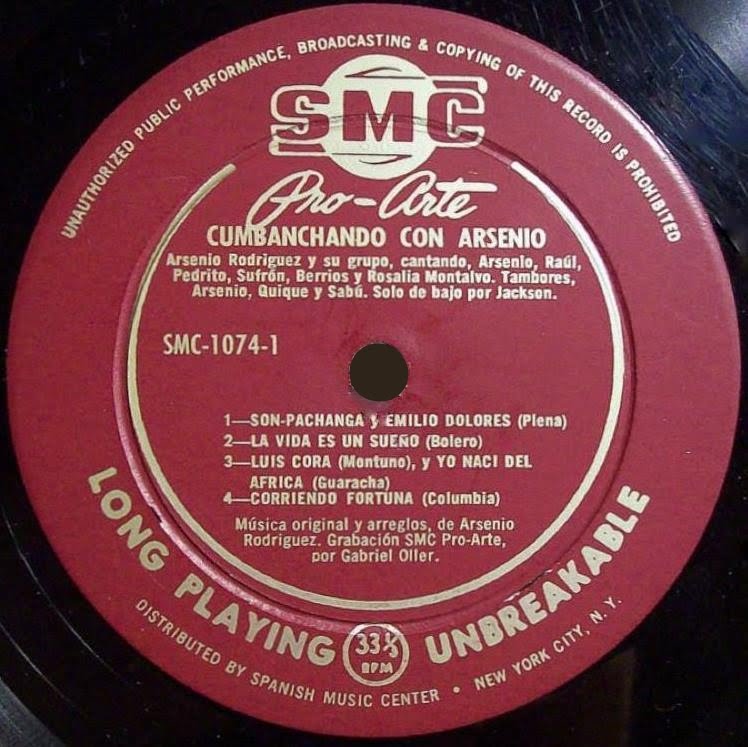 UNAUTHORIZED PUBLIC PERFORMANCE, BROADCASTING & COPYING OF THIS RECORD IS PROHIBITED
SMC
Pro-Arte
CUMBANCHANDO CON ARSENIO
Arsenio Rodriguez y su grupo, cantando, Arsenio, Raúl,
Pedrito, Sufrón, Berrios y Rosalia Montalvo. Tambores,
Arsenio, Quique y Sabú. Solo de bajo por Jackson.
SMC-1074-1
1—SON-PACHANGA y EMILIO DOLORES (Plena)
2—LA VIDA ES UN SUEÑO (Bolero)
3—LUIS CORA (Montuno), y YO NACI DEL
AFRICA (Guaracha)
4—CORRIENDO FORTUNA (Columbia)
Música original y arreglos, de Arsenio
Rodriguez. Grabación SMC Pro-Arte,
por Gabriel Oller.
LONG PLAYING 33⅓ RPM UNBREAKABLE
DISTRIBUTED BY SPANISH MUSIC CENTER • NEW YORK CITY, N. Y.